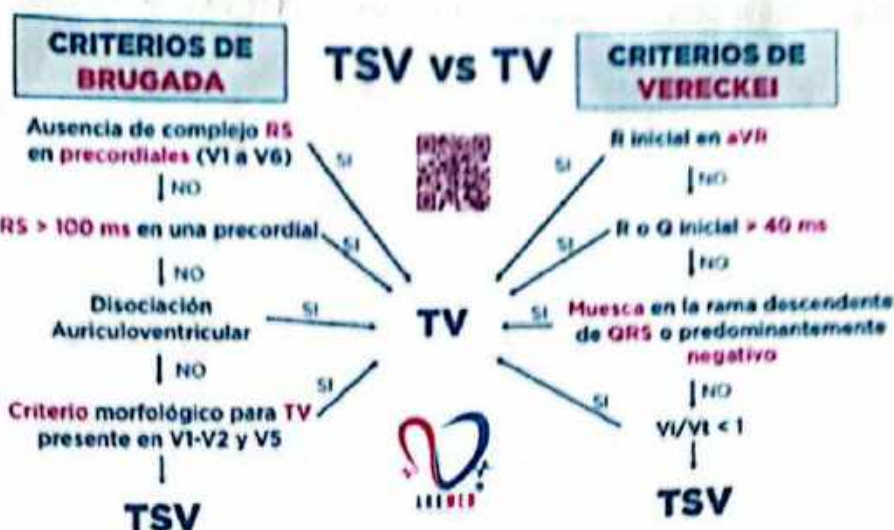 CRITERIOS DE
BRUGADA
TSV vs TV
CRITERIOS DE
VERECKEI
Ausencia de complejo RS
en precordiales (V1 a V6)
SI
NO
RS > 100 ms en una precordial
SI
NO
Disociación
Auriculoventricular
SI
NO
Criterio morfológico para TV
presente en V1-V2 y V5
SI
TSV
TV
R inicial en aVR
SI
NO
R o Q inicial > 40 ms
SI
NO
Muesca en la rama descendente
de QRS o predominantemente
negativo
SI
NO
Vi/Vt < 1
SI
TSV